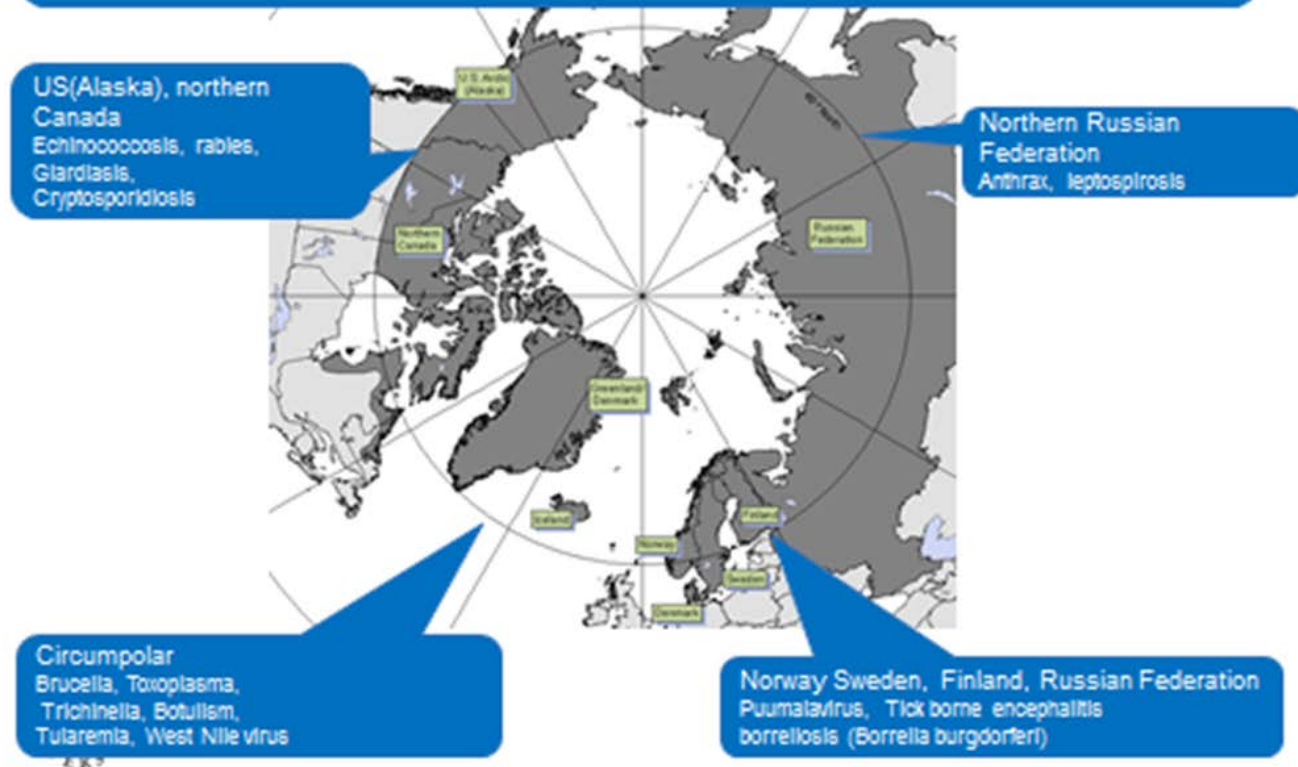 US(Alaska), northern
Canada
Echinococcosis, rabies,
Giardiasis,
Cryptosporidiosis
U.S. Arctic
(Alaska)
Northern Russian
Federation
Anthrax, leptospirosis
Northern
Canada
Russian
Federation
Greenland/
Denmark
Iceland
Finland
Norway
Sweden
Denmark
Circumpolar
Brucella, Toxoplasma,
Trichinella, Botulism,
Tularemia, West Nile virus
Norway Sweden, Finland, Russian Federation
Puumalavirus, Tick borne encephalitis
borreliosis (Borrelia burgdorferi)